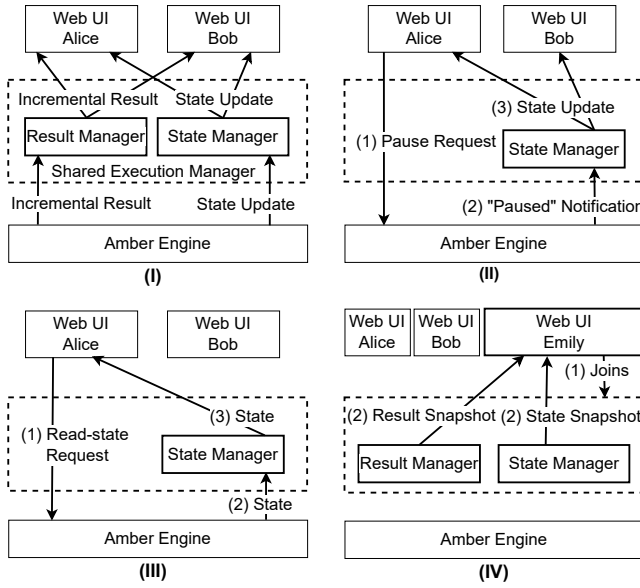 Web UI
Alice
Web UI
Bob
Incremental Result
State Update
Result Manager
State Manager
Shared Execution Manager
Incremental Result
State Update
Amber Engine
(I)
Web UI
Alice
Web UI
Bob
(3) State Update
(1) Pause Request
State Manager
(2) "Paused" Notification
Amber Engine
(II)
Web UI
Alice
Web UI
Bob
(3) State
(1) Read-state
Request
State Manager
(2) State
Amber Engine
(III)
Web UI
Alice
Web UI
Bob
Web UI
Emily
(1) Joins
(2) Result Snapshot
(2) State Snapshot
Result Manager
State Manager
Amber Engine
(IV)